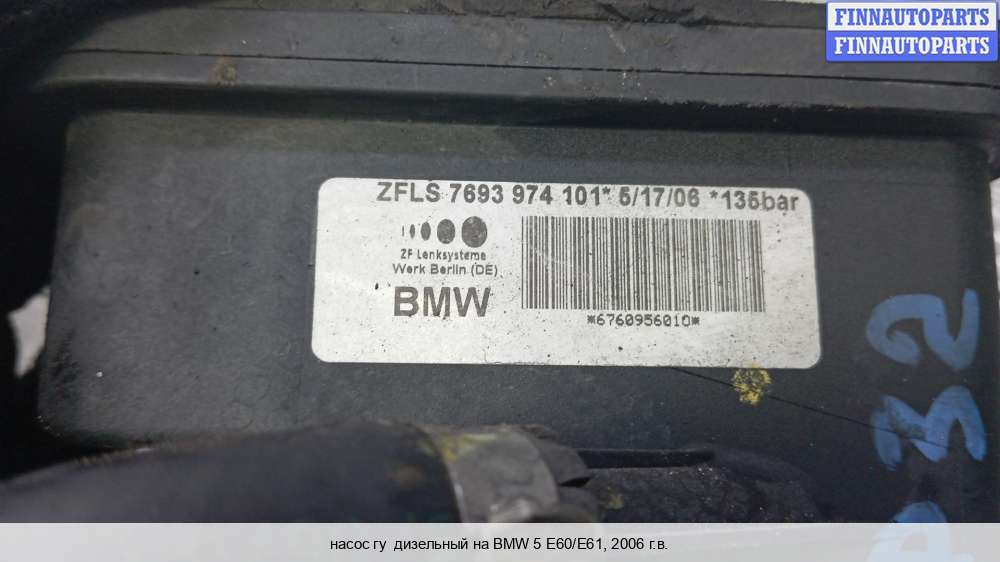 FINNAUTOPARTS
FINNAUTOPARTS
ZFLS 7693 974 101* 5/17/06 *135bar
ZF Lenksysteme
Werk Berlin (DE)
BMW
*6760956010*
32
насос гу дизельный на BMW 5 E60/E61, 2006 г.в.